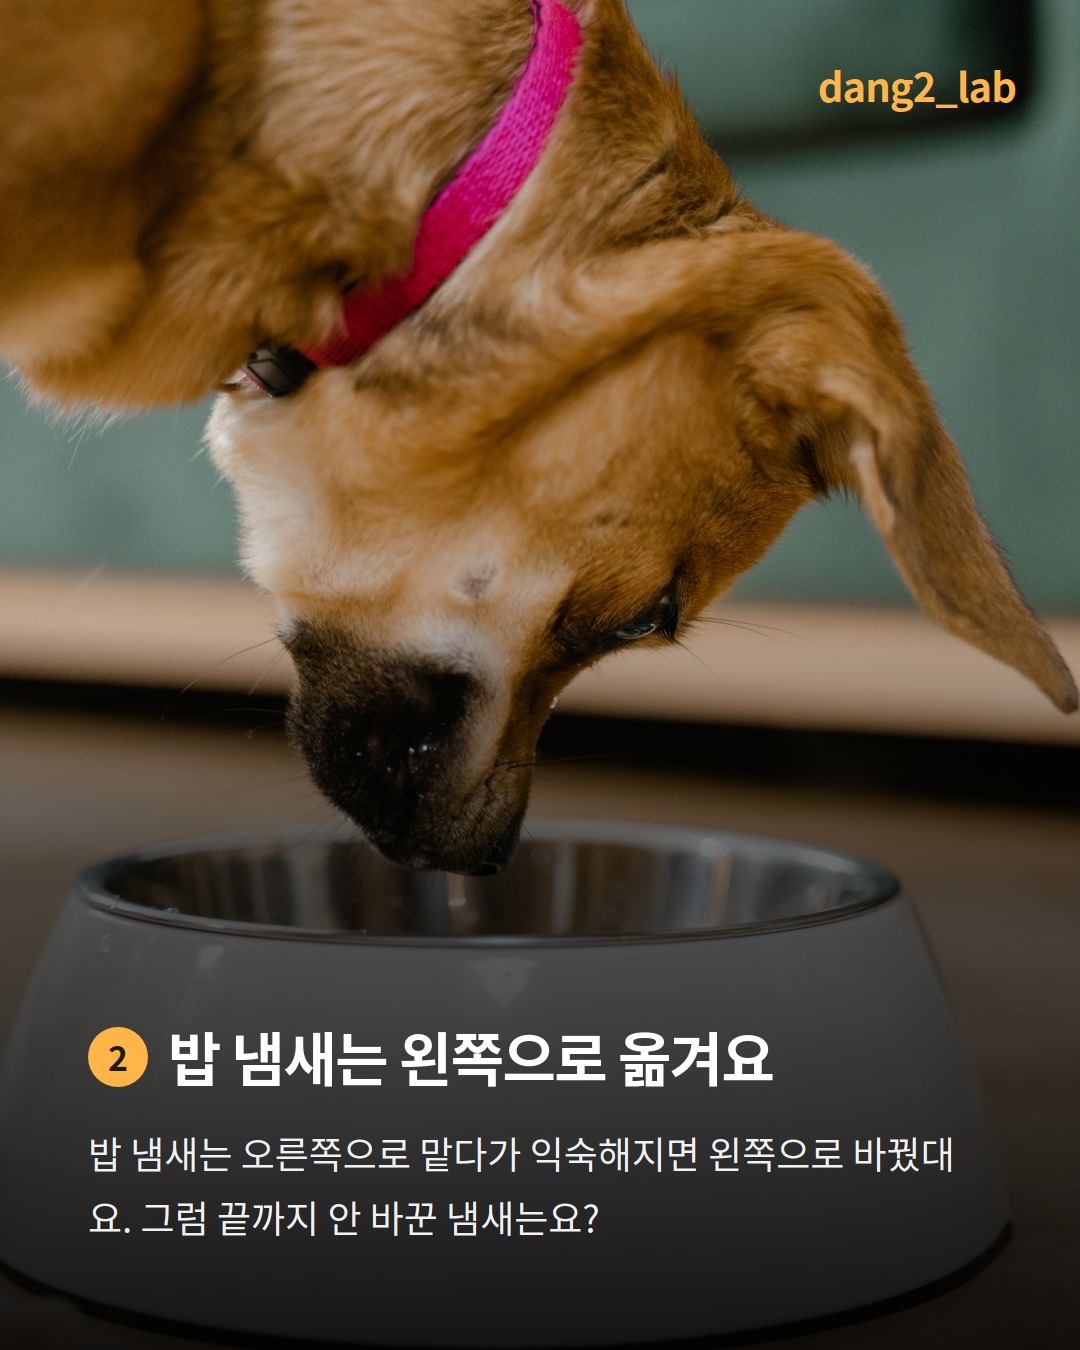 dang2_lab
2 밥 냄새는 왼쪽으로 옮겨요
밥 냄새는 오른쪽으로 맡다가 익숙해지면 왼쪽으로 바꿨대
요. 그럼 끝까지 안 바꾼 냄새는요?